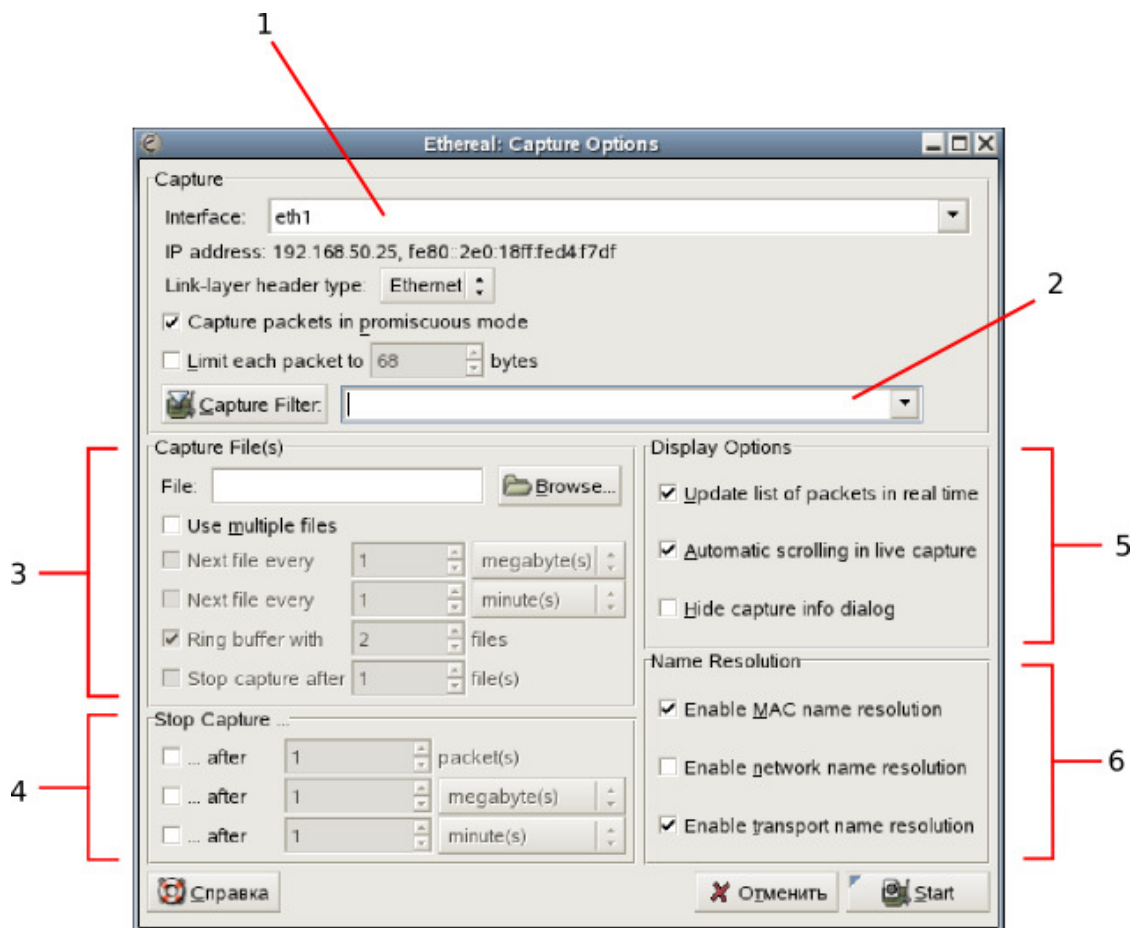 1
Ethereal: Capture Options
Capture
Interface: eth1
IP address: 192.168.50.25, fe80::2e0:18ff:fed4:f7df
Link-layer header type: Ethernet
2
Capture packets in promiscuous mode
Limit each packet to 68 bytes
Capture Filter:
Capture File(s)
File: Browse...
Use multiple files
Next file every 1 megabyte(s)
3
Next file every 1 minute(s)
Ring buffer with 2 files
Stop capture after 1 file(s)
Stop Capture ...
... after 1 packet(s)
4
... after 1 megabyte(s)
... after 1 minute(s)
Display Options
Update list of packets in real time
5
Automatic scrolling in live capture
Hide capture info dialog
Name Resolution
Enable MAC name resolution
6
Enable network name resolution
Enable transport name resolution
Справка
Отменить
Start